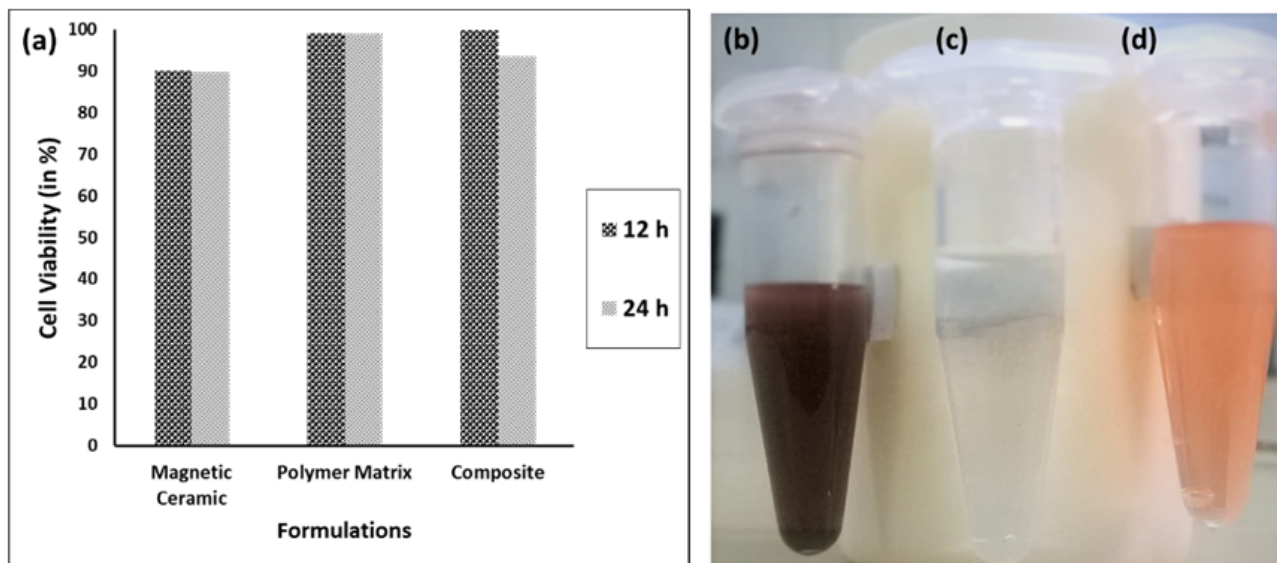 (a)
100
90
80
70
60
50
40
30
20
10
0
Cell Viability (in %)
Magnetic
Ceramic
Polymer Matrix
Composite
Formulations
12 h
24 h
(b)
(c)
(d)